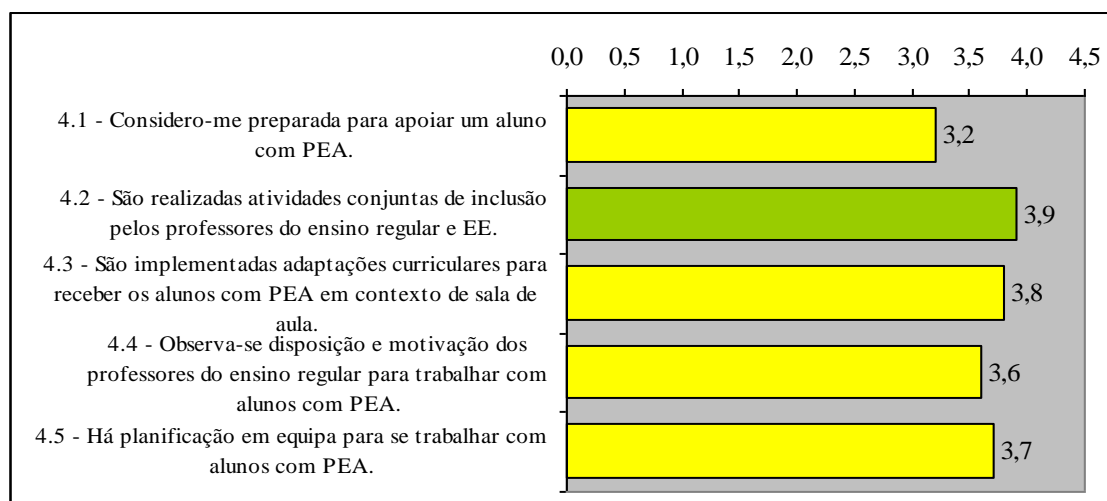 0,0 0,5 1,0 1,5 2,0 2,5 3,0 3,5 4,0 4,5
4.1 - Considero-me preparada para apoiar um aluno
com PEA.
3,2
4.2 - São realizadas atividades conjuntas de inclusão
pelos professores do ensino regular e EE.
3,9
4.3 - São implementadas adaptações curriculares para
receber os alunos com PEA em contexto de sala de
aula.
3,8
4.4 - Observa-se disposição e motivação dos
professores do ensino regular para trabalhar com
alunos com PEA.
3,6
4.5 - Há planificação em equipa para se trabalhar com
alunos com PEA.
3,7